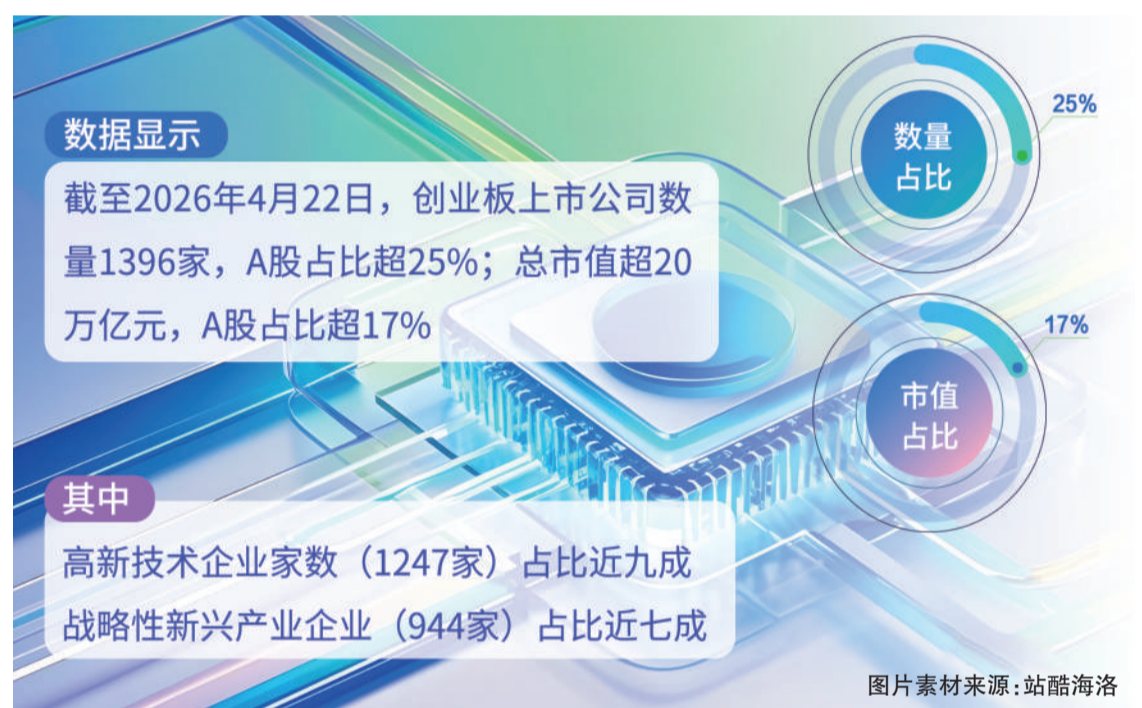 数据显示
截至2026年4月22日，创业板上市公司数
量1396家，A股占比超25%；总市值超20
万亿元，A股占比超17%
数量
占比
25%
市值
占比
17%
其中
高新技术企业家数（1247家）占比近九成
战略性新兴产业企业（944家）占比近七成
图片素材来源：站酷海洛